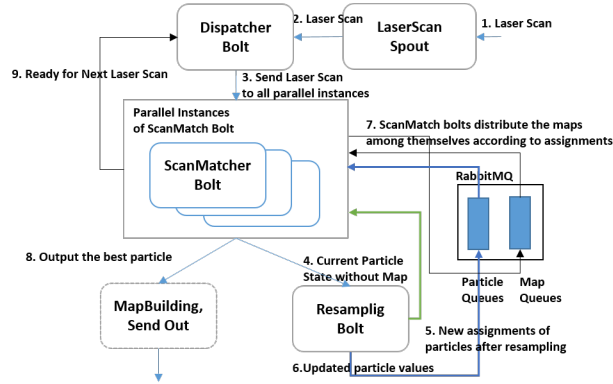 1. Laser Scan
LaserScan
Spout
2. Laser Scan
Dispatcher
Bolt
9. Ready for Next Laser Scan
3. Send Laser Scan
to all parallel instances
Parallel Instances
of ScanMatch Bolt
ScanMatcher
Bolt
7. ScanMatch bolts distribute the maps
among themselves according to assignments
RabbitMQ
Particle
Queues
Map
Queues
8. Output the best particle
4. Current Particle
State without Map
MapBuilding,
Send Out
Resamplig
Bolt
5. New assignments of
particles after resampling
6.Updated particle values